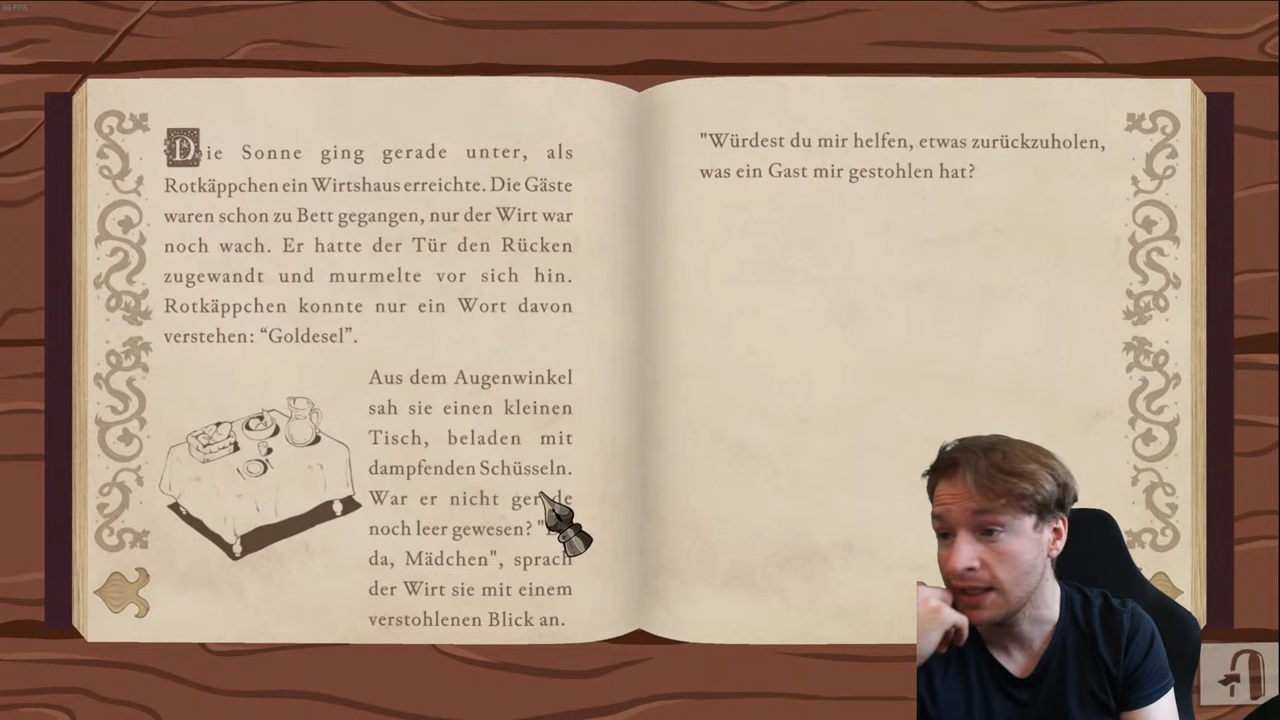 60 FPS
Die Sonne ging gerade unter, als
Rotkäppchen ein Wirtshaus erreichte. Die Gäste
waren schon zu Bett gegangen, nur der Wirt war
noch wach. Er hatte der Tür den Rücken
zugewandt und murmelte vor sich hin.
Rotkäppchen konnte nur ein Wort davon
verstehen: “Goldesel”.
Aus dem Augenwinkel
sah sie einen kleinen
Tisch, beladen mit
dampfenden Schüsseln.
War er nicht gerade
noch leer gewesen? "
da, Mädchen", sprach
der Wirt sie mit einem
verstohlenen Blick an.
"Würdest du mir helfen, etwas zurückzuholen,
was ein Gast mir gestohlen hat?